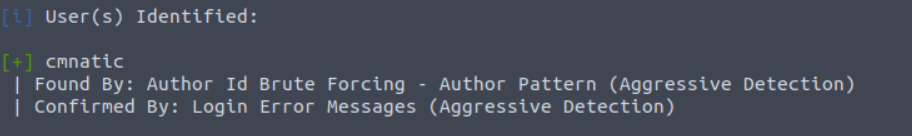 [i] User(s) Identified:
[+] cmnatic
| Found By: Author Id Brute Forcing - Author Pattern (Aggressive Detection)
| Confirmed By: Login Error Messages (Aggressive Detection)